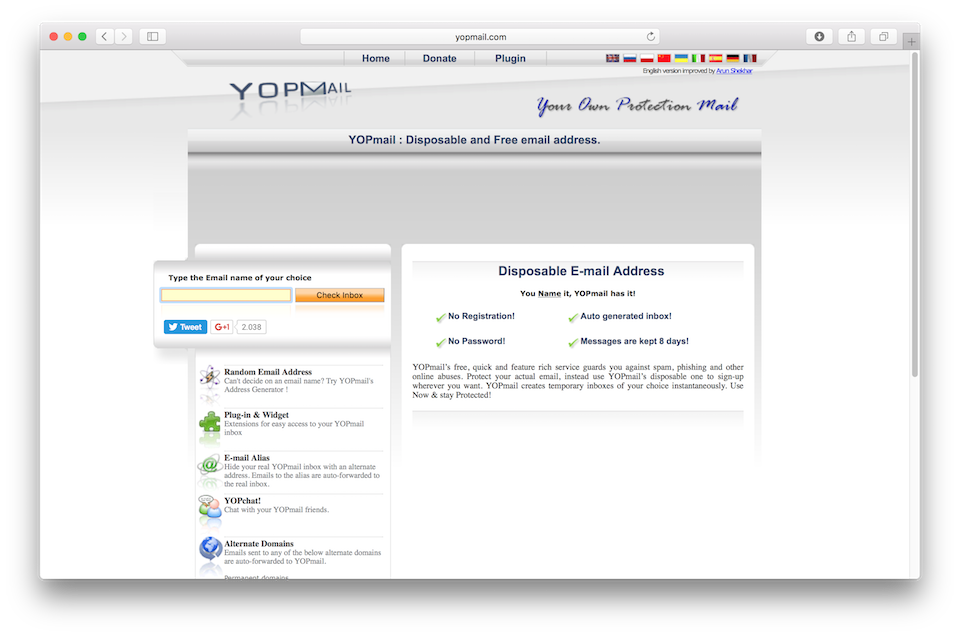 yopmail.com
Home
Donate
Plugin
English version improved by Arun Shekhar
YOPMAIL
Your Own Protection Mail
YOPmail : Disposable and Free email address.
Type the Email name of your choice
Check Inbox
Tweet
G+1
2.038
Random Email Address
Can't decide on an email name? Try YOPmail's
Address Generator !
Plug-in & Widget
Extensions for easy access to your YOPmail
inbox
E-mail Alias
Hide your real YOPmail inbox with an alternate
address. Emails to the alias are auto-forwarded to
the real inbox.
YOPchat!
Chat with your YOPmail friends.
Alternate Domains
Emails sent to any of the below alternate domains
are auto-forwarded to YOPmail.
Permanent domains
Disposable E-mail Address
You Name it, YOPmail has it!
No Registration!
Auto generated inbox!
No Password!
Messages are kept 8 days!
YOPmail's free, quick and feature rich service guards you against spam, phishing and other
online abuses. Protect your actual email, instead use YOPmail's disposable one to sign-up
wherever you want. YOPmail creates temporary inboxes of your choice instantaneously. Use
Now & stay Protected!